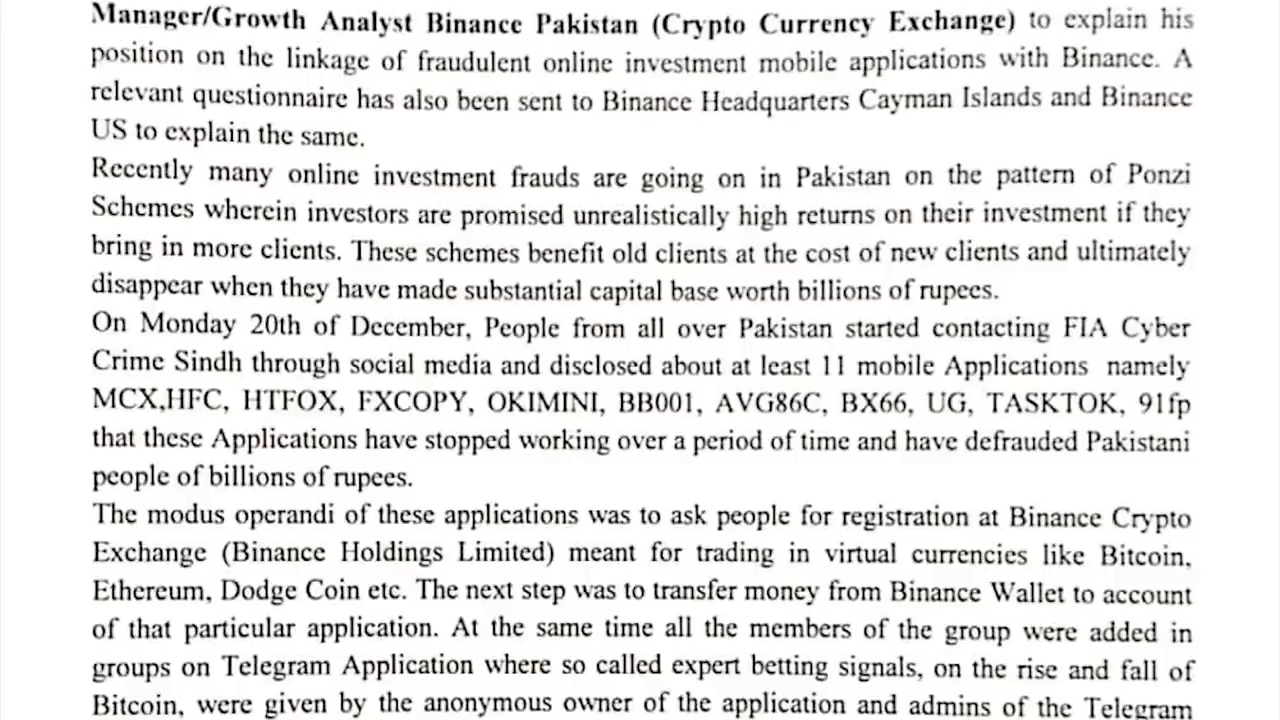 Manager/Growth Analyst Binance Pakistan (Crypto Currency Exchange) to explain his
position on the linkage of fraudulent online investment mobile applications with Binance. A
relevant questionnaire has also been sent to Binance Headquarters Cayman Islands and Binance
US to explain the same.
Recently many online investment frauds are going on in Pakistan on the pattern of Ponzi
Schemes wherein investors are promised unrealistically high returns on their investment if they
bring in more clients. These schemes benefit old clients at the cost of new clients and ultimately
disappear when they have made substantial capital base worth billions of rupees.
On Monday 20th of December, People from all over Pakistan started contacting FIA Cyber
Crime Sindh through social media and disclosed about at least 11 mobile Applications namely
MCX,HFC, HTFOX, FXCOPY, OKIMINI, BB001, AVG86C, BX66, UG, TASKTOK, 91fp
that these Applications have stopped working over a period of time and have defrauded Pakistani
people of billions of rupees.
The modus operandi of these applications was to ask people for registration at Binance Crypto
Exchange (Binance Holdings Limited) meant for trading in virtual currencies like Bitcoin,
Ethereum, Dodge Coin etc. The next step was to transfer money from Binance Wallet to account
of that particular application. At the same time all the members of the group were added in
groups on Telegram Application where so called expert betting signals, on the rise and fall of
Bitcoin, were given by the anonymous owner of the application and admins of the Telegram